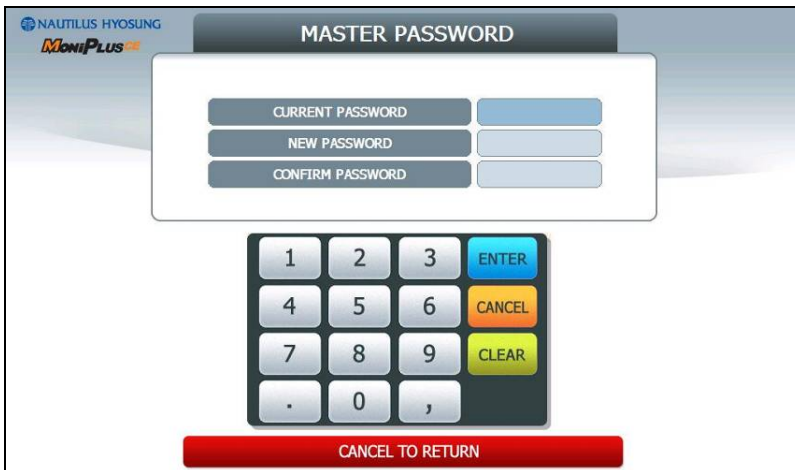 NAUTILUS HYOSUNG
MoniPlusCE
MASTER PASSWORD
CURRENT PASSWORD
NEW PASSWORD
CONFIRM PASSWORD
1 2 3 ENTER
4 5 6 CANCEL
7 8 9 CLEAR
. 0 ,
CANCEL TO RETURN